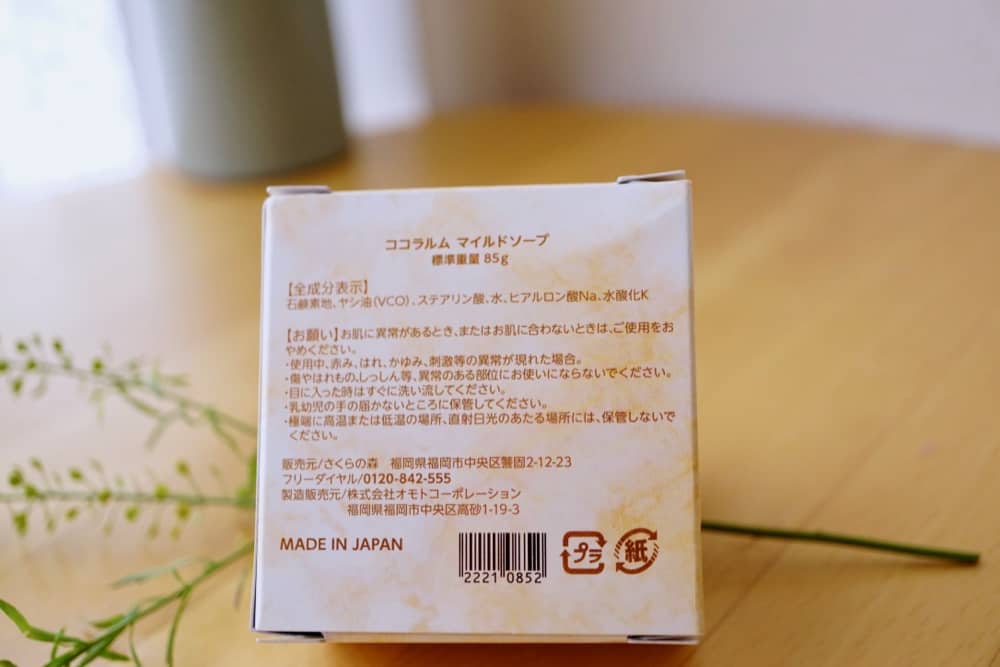 ココラルム マイルドソープ
標準重量 85g
【全成分表示】
石鹸素地、ヤシ油(VCO)、ステアリン酸、水、ヒアルロン酸Na、水酸化K
【お願い】お肌に異常があるとき、またはお肌に合わないときは、ご使用をお
やめください。
・使用中、赤み、はれ、かゆみ、刺激等の異常が現れた場合。
・傷やはれもの、しっしん等、異常のある部位にお使いにならないでください。
・目に入った時はすぐに洗い流してください。
・乳幼児の手の届かないところに保管してください。
・極端に高温または低温の場所、直射日光のあたる場所には、保管しないで
ください。
販売元/さくらの森 福岡県福岡市中央区警固2-12-23
フリーダイヤル/0120-842-555
製造販売元/株式会社オモトコーポレーション
福岡県福岡市中央区高砂1-19-3
MADE IN JAPAN
2221 0852
プラ
紙